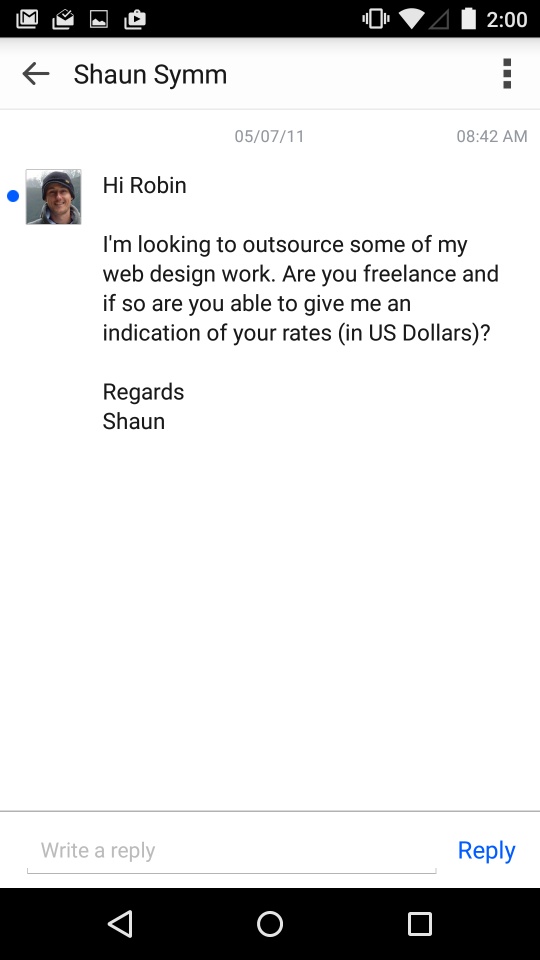 2:00
Shaun Symm
05/07/11 08:42 AM
Hi Robin
I'm looking to outsource some of my
web design work. Are you freelance and
if so are you able to give me an
indication of your rates (in US Dollars)?
Regards
Shaun
Write a reply Reply